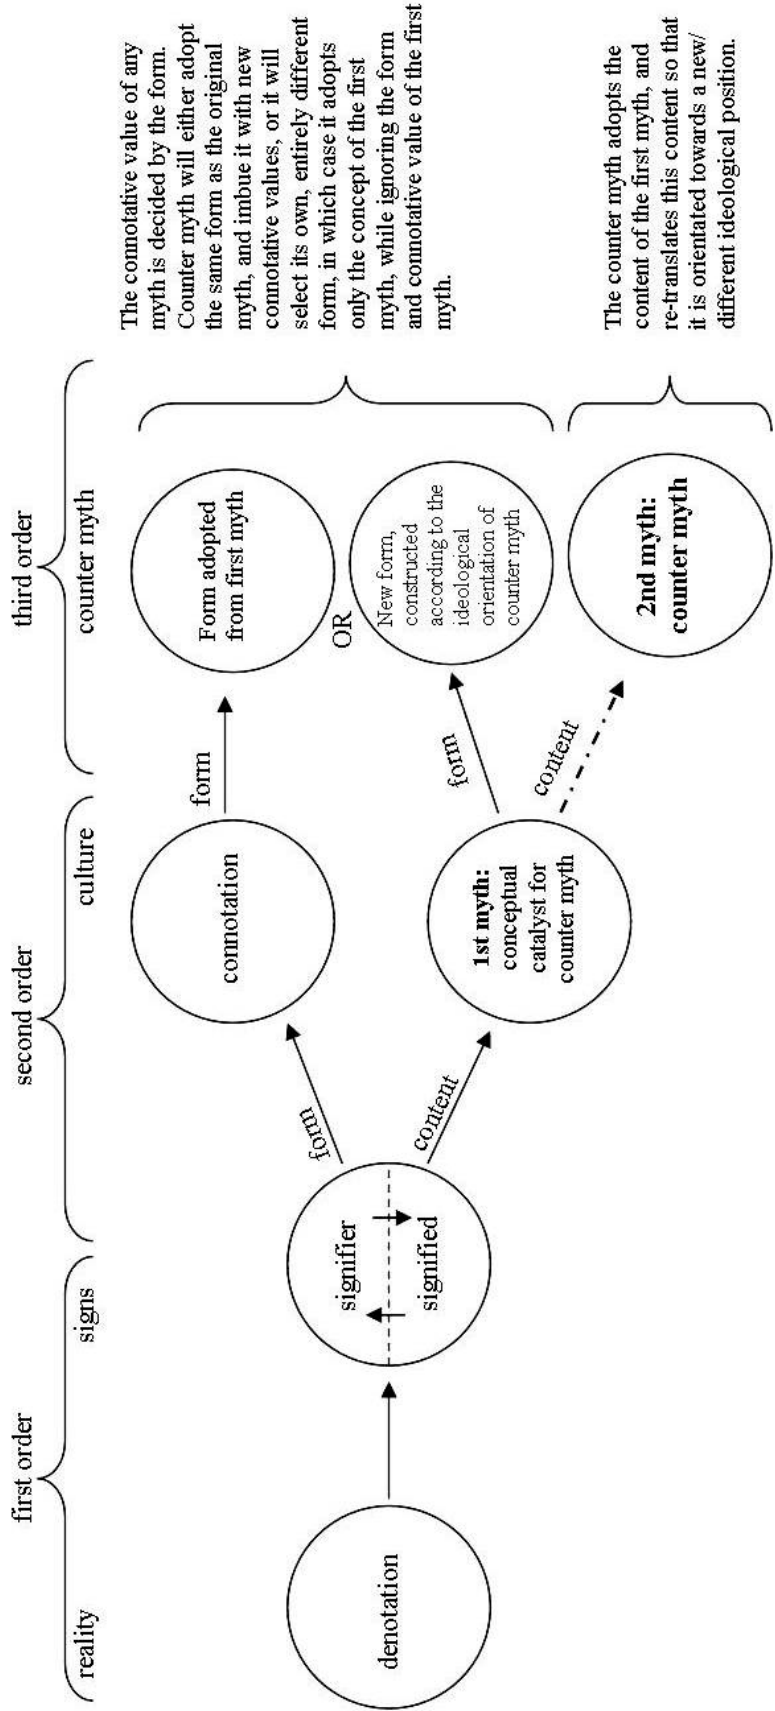 first order
second order
third order
reality
signs
culture
counter myth
denotation
signifier
signified
form
content
connotation
1st myth:
conceptual
catalyst for
counter myth
form
form
content
Form adopted
from first myth
OR
New form,
constructed
according to the
ideological
orientation of
counter myth
2nd myth:
counter myth
The connotative value of any
myth is decided by the form.
Counter myth will either adopt
the same form as the original
myth, and imbue it with new
connotative values, or it will
select its own, entirely different
form, in which case it adopts
only the concept of the first
myth, while ignoring the form
and connotative value of the first
myth.
The counter myth adopts the
content of the first myth, and
re-translates this content so that
it is orientated towards a new/
different ideological position.